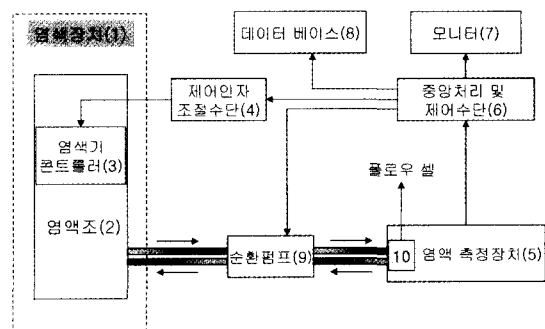 염색장치(1)
데이터 베이스(8)
모니터(7)
제어인자
조절수단(4)
중앙처리 및
제어수단(6)
염색기
콘트롤러(3)
플로우 셀
염액조(2)
순환펌프(9)
10
염액 측정장치(5)